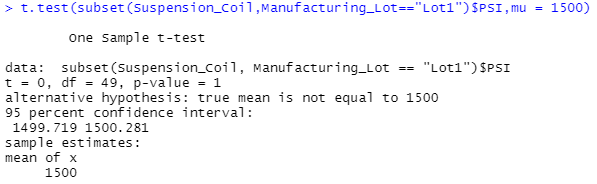 > t.test(subset(Suspension_Coil,Manufacturing_Lot=="Lot1")$PSI,mu = 1500)
One Sample t-test
data:  subset(Suspension_Coil, Manufacturing_Lot == "Lot1")$PSI
t = 0, df = 49, p-value = 1
alternative hypothesis: true mean is not equal to 1500
95 percent confidence interval:
1499.719 1500.281
sample estimates:
mean of x
1500